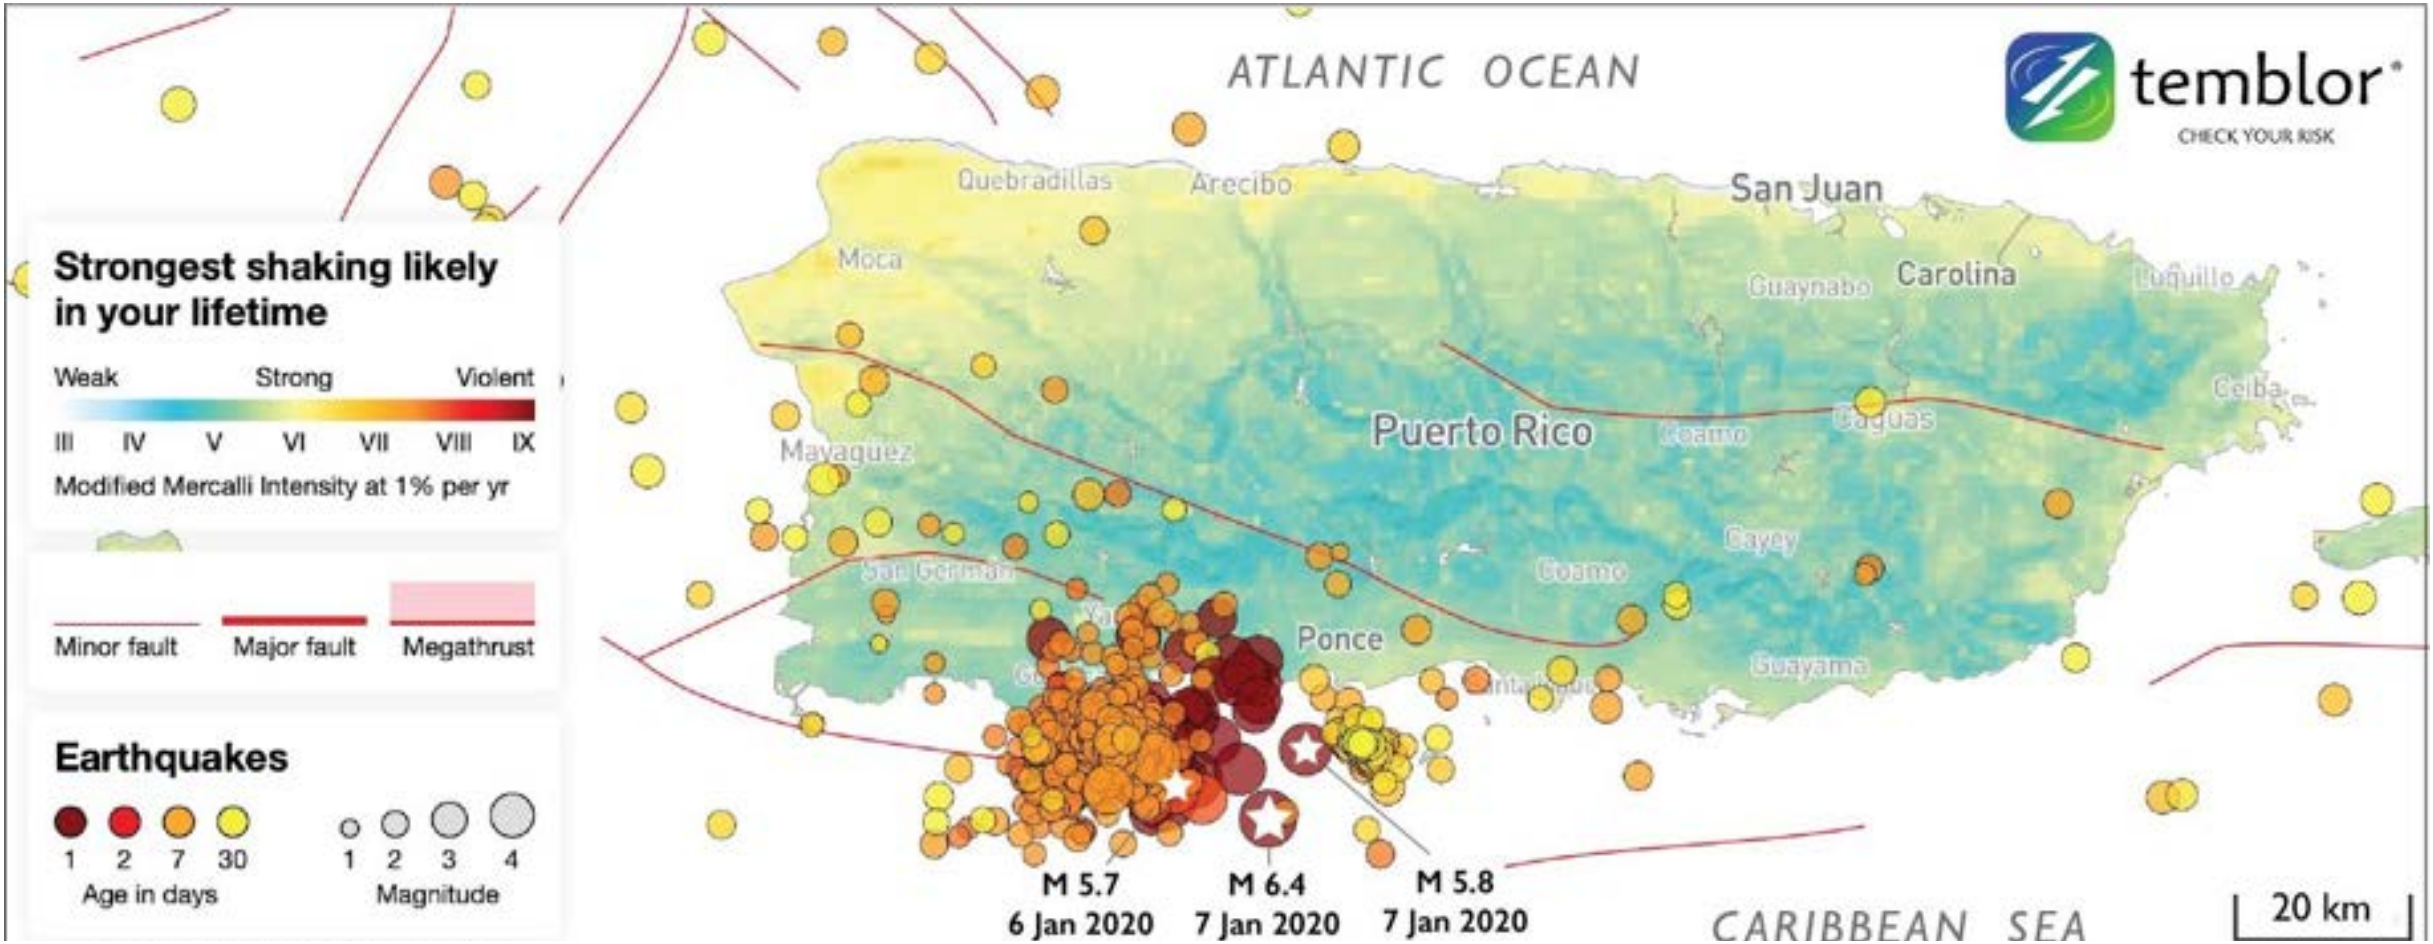 ATLANTIC OCEAN
temblor
CHECK YOUR RISK
Quebradillas
Arecibo
San Juan
Moca
Guaynabo
Carolina
Luquillo
Ceiba
Puerto Rico
Coamo
Caguas
Mayagüez
Cayey
San Germán
Coamo
Ponce
Guayama
Strongest shaking likely
in your lifetime
Weak Strong Violent
III IV V VI VII VIII IX
Modified Mercalli Intensity at 1% per yr
Minor fault Major fault Megathrust
Earthquakes
1 2 7 30
Age in days
1 2 3 4
Magnitude
M 5.7
6 Jan 2020
M 6.4
7 Jan 2020
M 5.8
7 Jan 2020
CARIBBEAN SEA
20 km